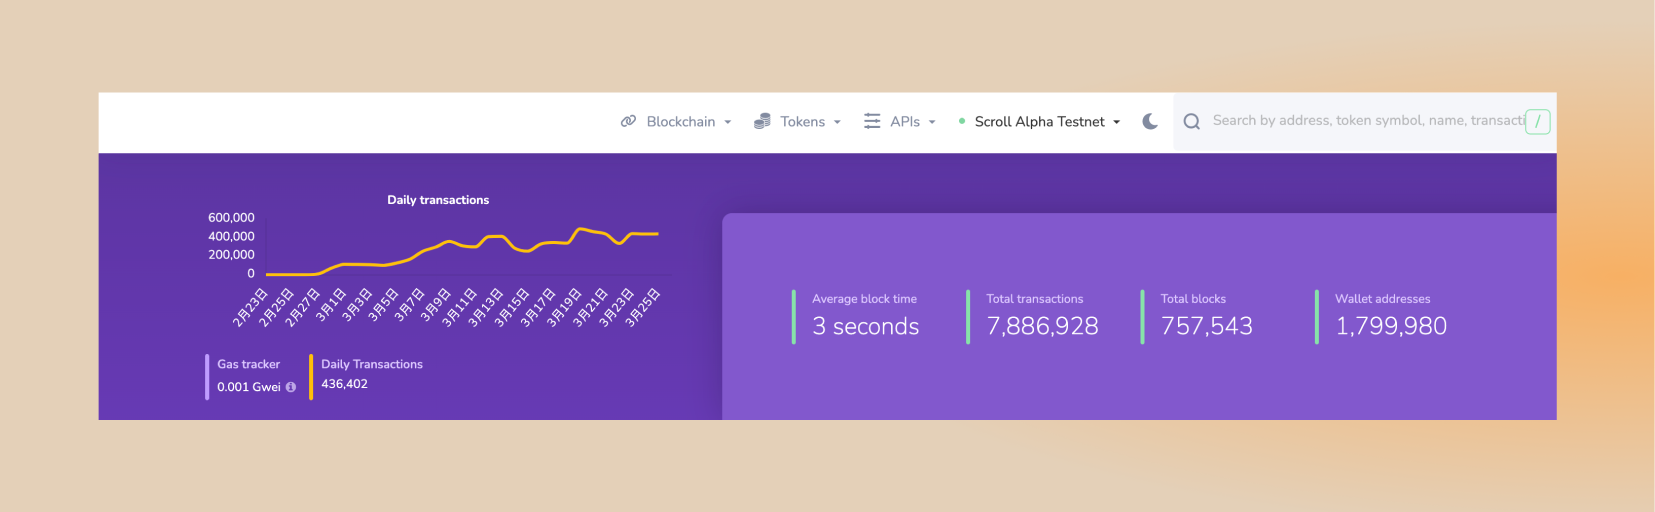 Blockchain
Tokens
APIs
Scroll Alpha Testnet
Search by address, token symbol, name, transacti
/
Daily transactions
600,000
400,000
200,000
0
2月23日
2月25日
2月27日
3月1日
3月3日
3月5日
3月7日
3月9日
3月11日
3月13日
3月15日
3月17日
3月19日
3月21日
3月23日
3月25日
Gas tracker
0.001 Gwei
Daily Transactions
436,402
Average block time
3 seconds
Total transactions
7,886,928
Total blocks
757,543
Wallet addresses
1,799,980